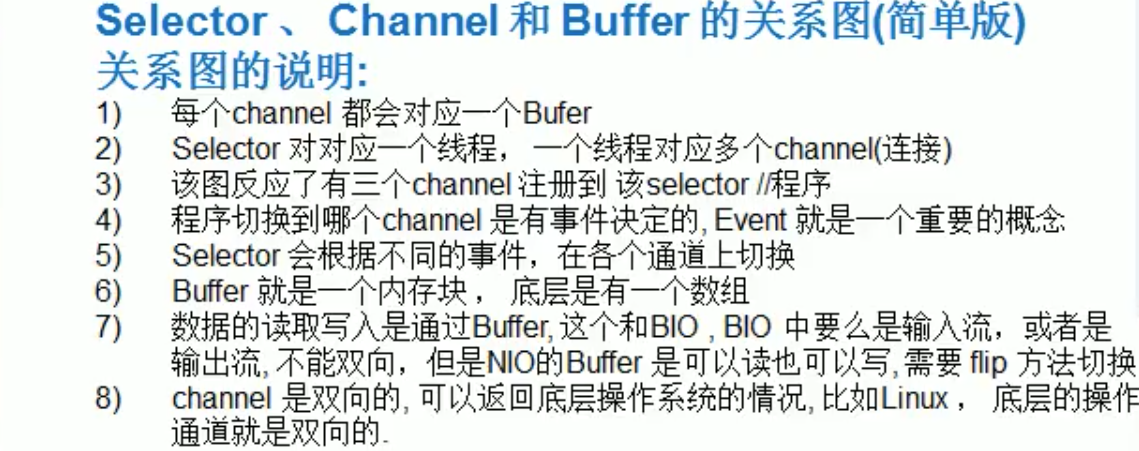 Selector 、 Channel 和 Buffer 的关系图(简单版)
关系图的说明:
1) 每个channel 都会对应一个Bufer
2) Selector 对对应一个线程， 一个线程对应多个channel(连接)
3) 该图反应了有三个channel 注册到 该selector //程序
4) 程序切换到哪个channel 是有事件决定的, Event 就是一个重要的概念
5) Selector 会根据不同的事件，在各个通道上切换
6) Buffer 就是一个内存块 ， 底层是有一个数组
7) 数据的读取写入是通过Buffer, 这个和BIO , BIO 中要么是输入流，或者是
输出流, 不能双向，但是NIO的Buffer 是可以读也可以写, 需要 flip 方法切换
8) channel 是双向的, 可以返回底层操作系统的情况, 比如Linux ， 底层的操作
通道就是双向的.